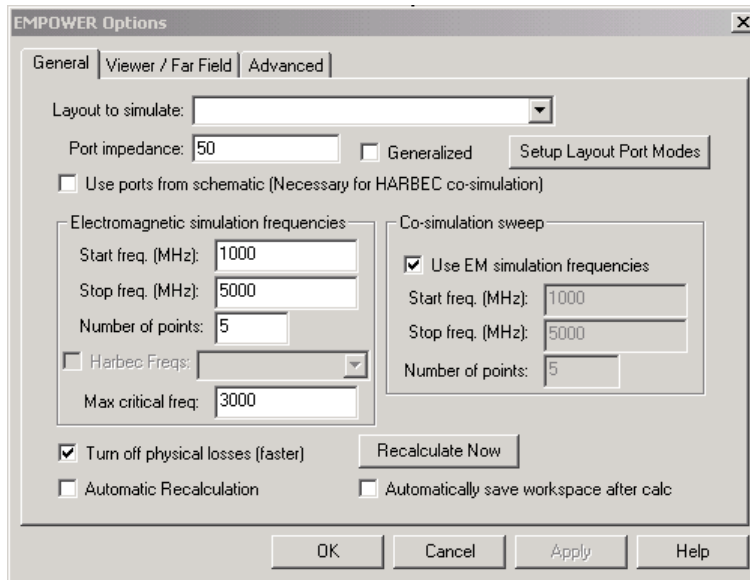 EMPOWER Options
General Viewer / Far Field Advanced
Layout to simulate:
Port impedance: 50 Generalized Setup Layout Port Modes
Use ports from schematic (Necessary for HARBEC co-simulation)
Electromagnetic simulation frequencies
Start freq. (MHz): 1000
Stop freq. (MHz): 5000
Number of points: 5
Harbec Freqs:
Max critical freq: 3000
Co-simulation sweep
Use EM simulation frequencies
Start freq. (MHz): 1000
Stop freq. (MHz): 5000
Number of points: 5
Turn off physical losses (faster) Recalculate Now
Automatic Recalculation Automatically save workspace after calc
OK Cancel Apply Help